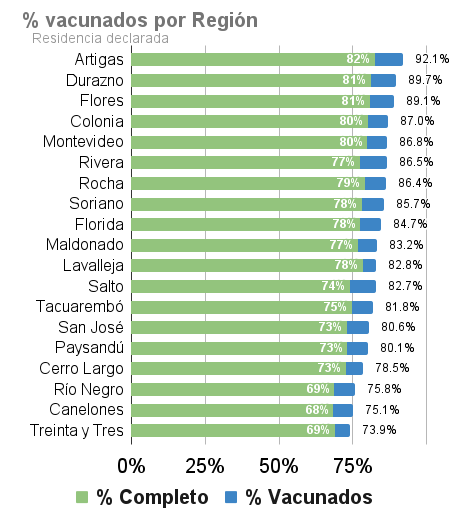 % vacunados por Región
Residencia declarada
Artigas 82% 92.1%
Durazno 81% 89.7%
Flores 81% 89.1%
Colonia 80% 87.0%
Montevideo 80% 86.8%
Rivera 77% 86.5%
Rocha 79% 86.4%
Soriano 78% 85.7%
Florida 78% 84.7%
Maldonado 77% 83.2%
Lavalleja 78% 82.8%
Salto 74% 82.7%
Tacuarembó 75% 81.8%
San José 73% 80.6%
Paysandú 73% 80.1%
Cerro Largo 73% 78.5%
Río Negro 69% 75.8%
Canelones 68% 75.1%
Treinta y Tres 69% 73.9%
0% 25% 50% 75%
% Completo % Vacunados